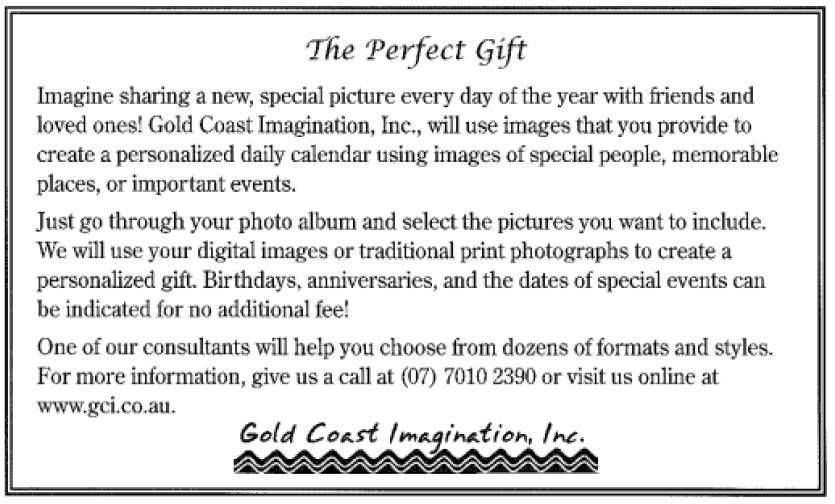 The Perfect Gift
Imagine sharing a new, special picture every day of the year with friends and
loved ones! Gold Coast Imagination, Inc., will use images that you provide to
create a personalized daily calendar using images of special people, memorable
places, or important events.
Just go through your photo album and select the pictures you want to include.
We will use your digital images or traditional print photographs to create a
personalized gift. Birthdays, anniversaries, and the dates of special events can
be indicated for no additional fee!
One of our consultants will help you choose from dozens of formats and styles.
For more information, give us a call at (07) 7010 2390 or visit us online at
www.gci.co.au.
Gold Coast Imagination, Inc.